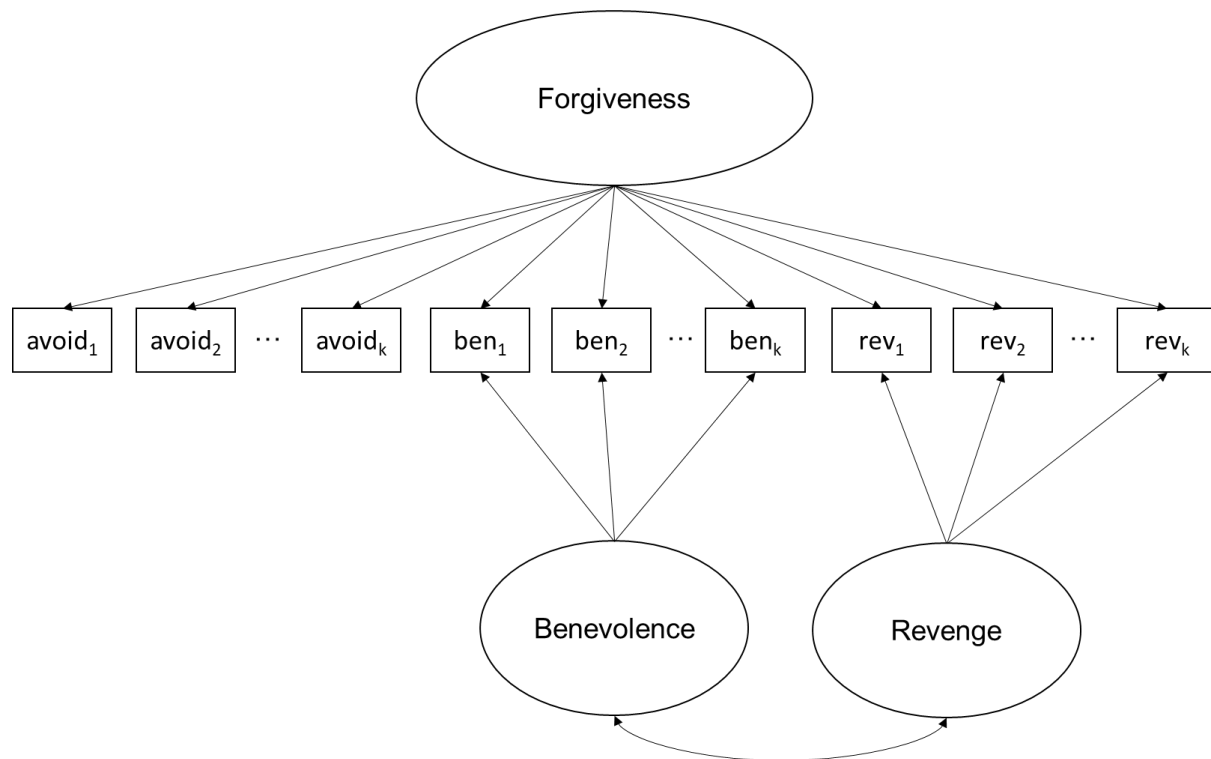 Forgiveness
avoid₁ avoid₂ ... avoidₖ ben₁ ben₂ ... benₖ rev₁ rev₂ ... revₖ
Benevolence Revenge